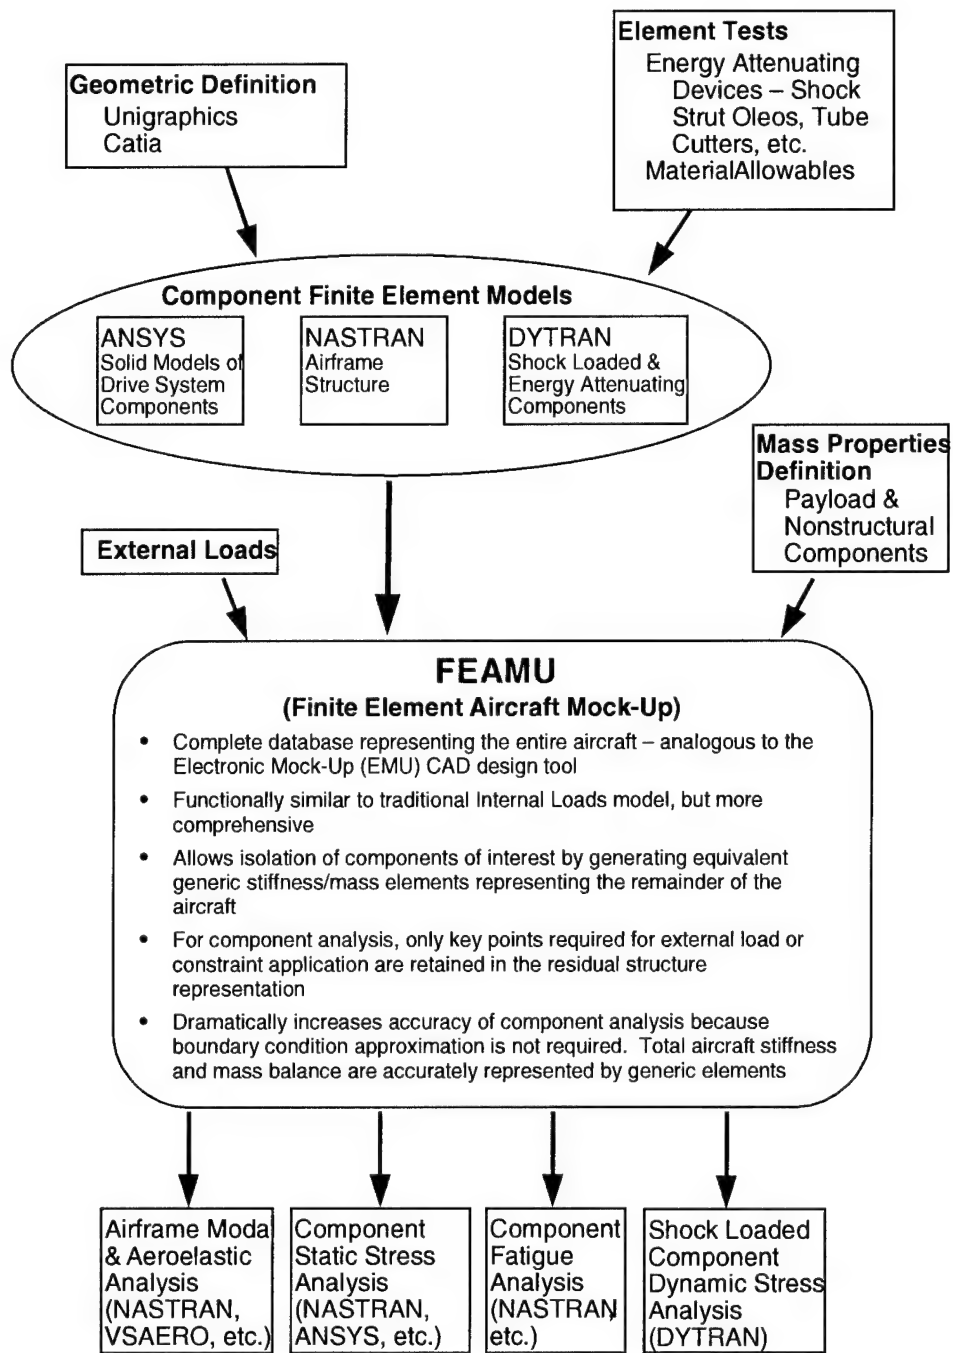 Geometric Definition
Unigraphics
Catia
Element Tests
Energy Attenuating
Devices – Shock
Strut Oleos, Tube
Cutters, etc.
MaterialAllowables
Component Finite Element Models
ANSYS
Solid Models of
Drive System
Components
NASTRAN
Airframe
Structure
DYTRAN
Shock Loaded &
Energy Attenuating
Components
Mass Properties
Definition
Payload &
Nonstructural
Components
External Loads
FEAMU
(Finite Element Aircraft Mock-Up)
• Complete database representing the entire aircraft – analogous to the
Electronic Mock-Up (EMU) CAD design tool
• Functionally similar to traditional Internal Loads model, but more
comprehensive
• Allows isolation of components of interest by generating equivalent
generic stiffness/mass elements representing the remainder of the
aircraft
• For component analysis, only key points required for external load or
constraint application are retained in the residual structure
representation
• Dramatically increases accuracy of component analysis because
boundary condition approximation is not required. Total aircraft stiffness
and mass balance are accurately represented by generic elements
Airframe Moda
& Aeroelastic
Analysis
(NASTRAN,
VSAERO, etc.)
Component
Static Stress
Analysis
(NASTRAN,
ANSYS, etc.)
Component
Fatigue
Analysis
(NASTRAN,
etc.)
Shock Loaded
Component
Dynamic Stress
Analysis
(DYTRAN)